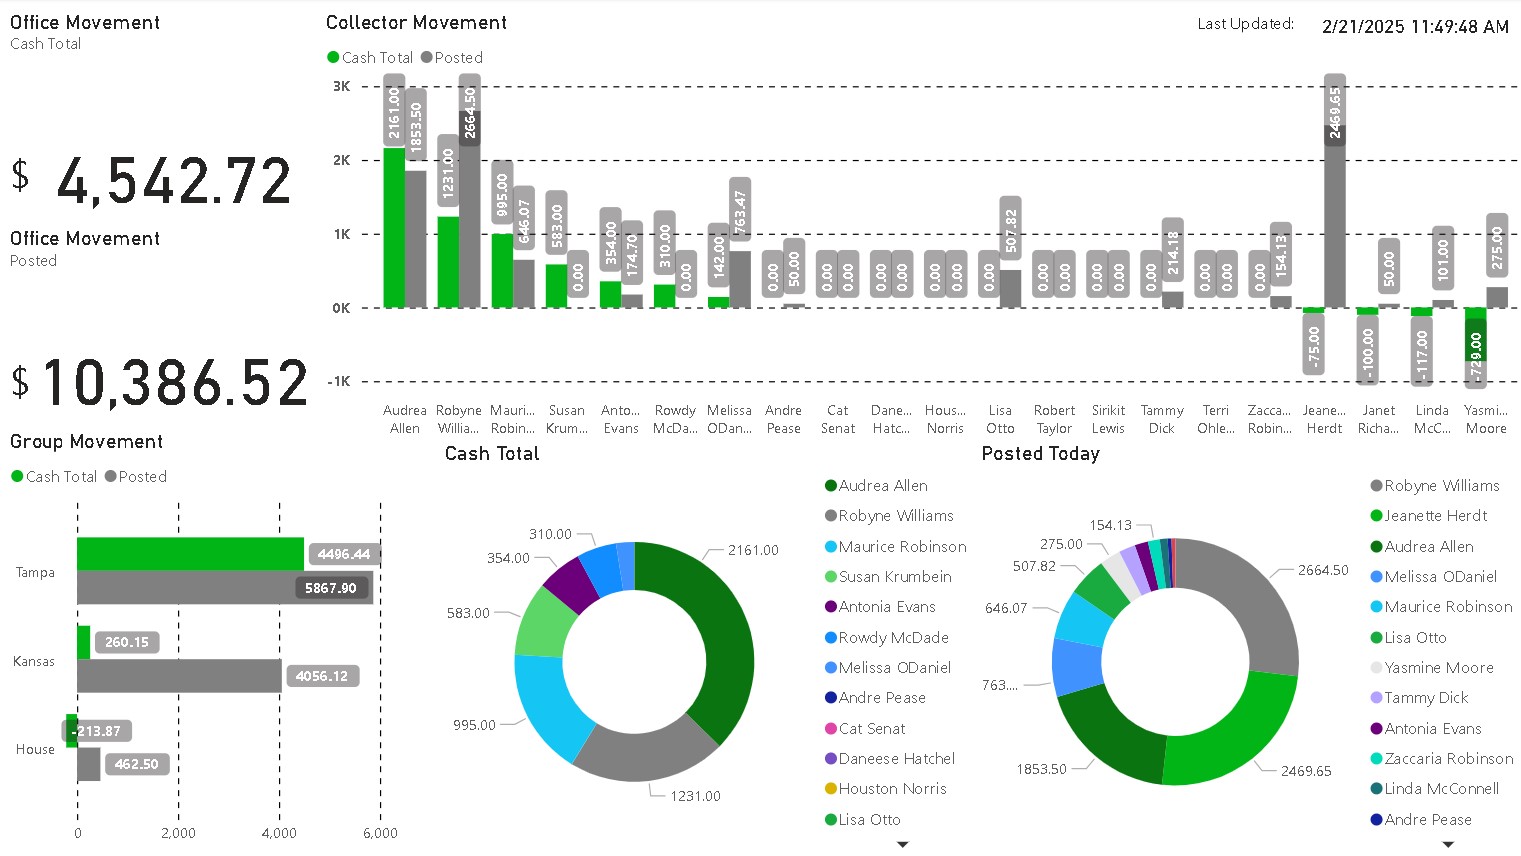 Office Movement
Cash Total
$ 4,542.72
Office Movement
Posted
$ 10,386.52
Collector Movement
Last Updated: 2/21/2025 11:49:48 AM
Cash Total Posted
3K
2K
1K
0K
-1K
2161.00 1853.50 1231.00 2664.50 995.00 646.07 583.00 0.00 354.00 174.70 310.00 0.00 142.00 763.47 0.00 50.00 0.00 0.00 0.00 0.00 0.00 0.00 0.00 507.82 0.00 0.00 0.00 0.00 0.00 214.18 0.00 0.00 0.00 154.13 -75.00 2469.65 -100.00 50.00 -117.00 101.00 -729.00 275.00
Audrea Robyne Mauri... Susan Anto... Rowdy Melissa Andre Cat Dane... Hous... Lisa Robert Sirikit Tammy Terri Zacca... Jeane... Janet Linda Yasmi...
Allen Willia... Robin... Krum... Evans McDa... ODan... Pease Senat Hatc... Norris Otto Taylor Lewis Dick Ohle... Robin... Herdt Richa... McC... Moore
Group Movement
Cash Total Posted
Tampa
4496.44
5867.90
Kansas
260.15
4056.12
House
-213.87
462.50
0 2,000 4,000 6,000
Cash Total
310.00
354.00
583.00
995.00
2161.00
1231.00
Audrea Allen
Robyne Williams
Maurice Robinson
Susan Krumbein
Antonia Evans
Rowdy McDade
Melissa ODaniel
Andre Pease
Cat Senat
Daneese Hatchel
Houston Norris
Lisa Otto
Posted Today
154.13
275.00
507.82
646.07
763....
1853.50
2664.50
2469.65
Robyne Williams
Jeanette Herdt
Audrea Allen
Melissa ODaniel
Maurice Robinson
Lisa Otto
Yasmine Moore
Tammy Dick
Antonia Evans
Zaccaria Robinson
Linda McConnell
Andre Pease